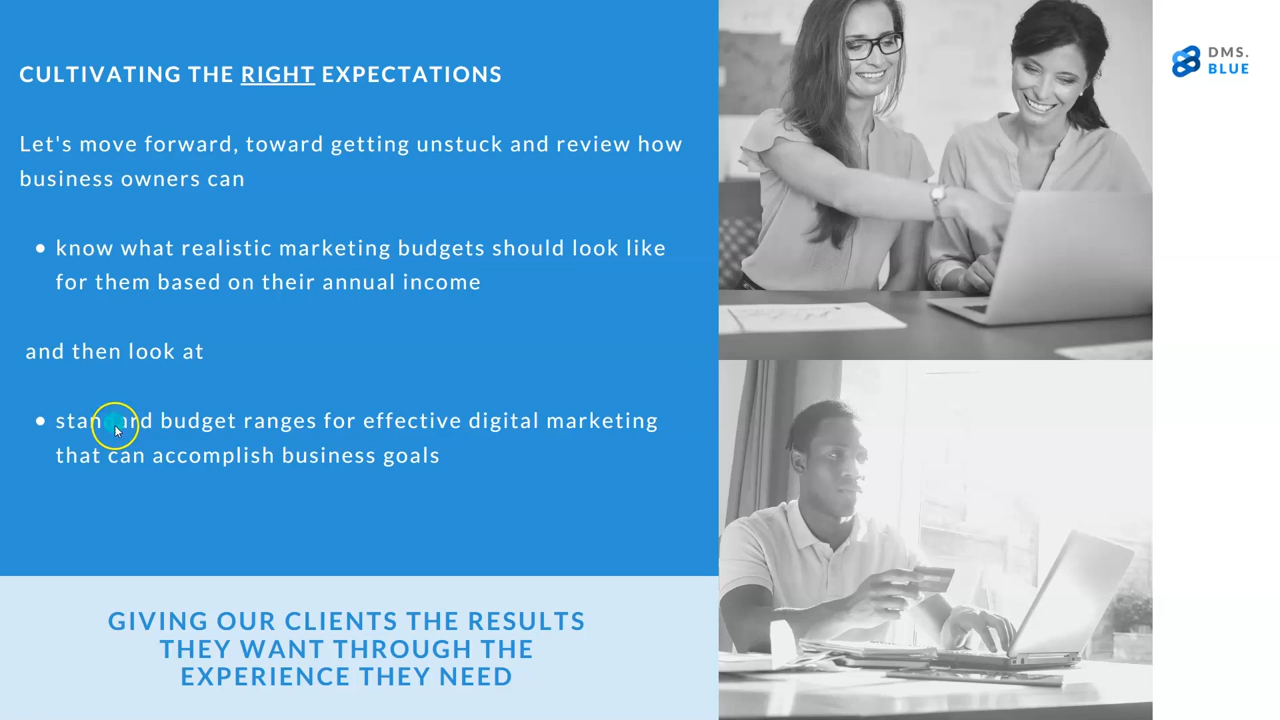 CULTIVATING THE RIGHT EXPECTATIONS
Let's move forward, toward getting unstuck and review how
business owners can
• know what realistic marketing budgets should look like
for them based on their annual income
and then look at
• standard budget ranges for effective digital marketing
that can accomplish business goals
GIVING OUR CLIENTS THE RESULTS
THEY WANT THROUGH THE
EXPERIENCE THEY NEED
DMS.
BLUE